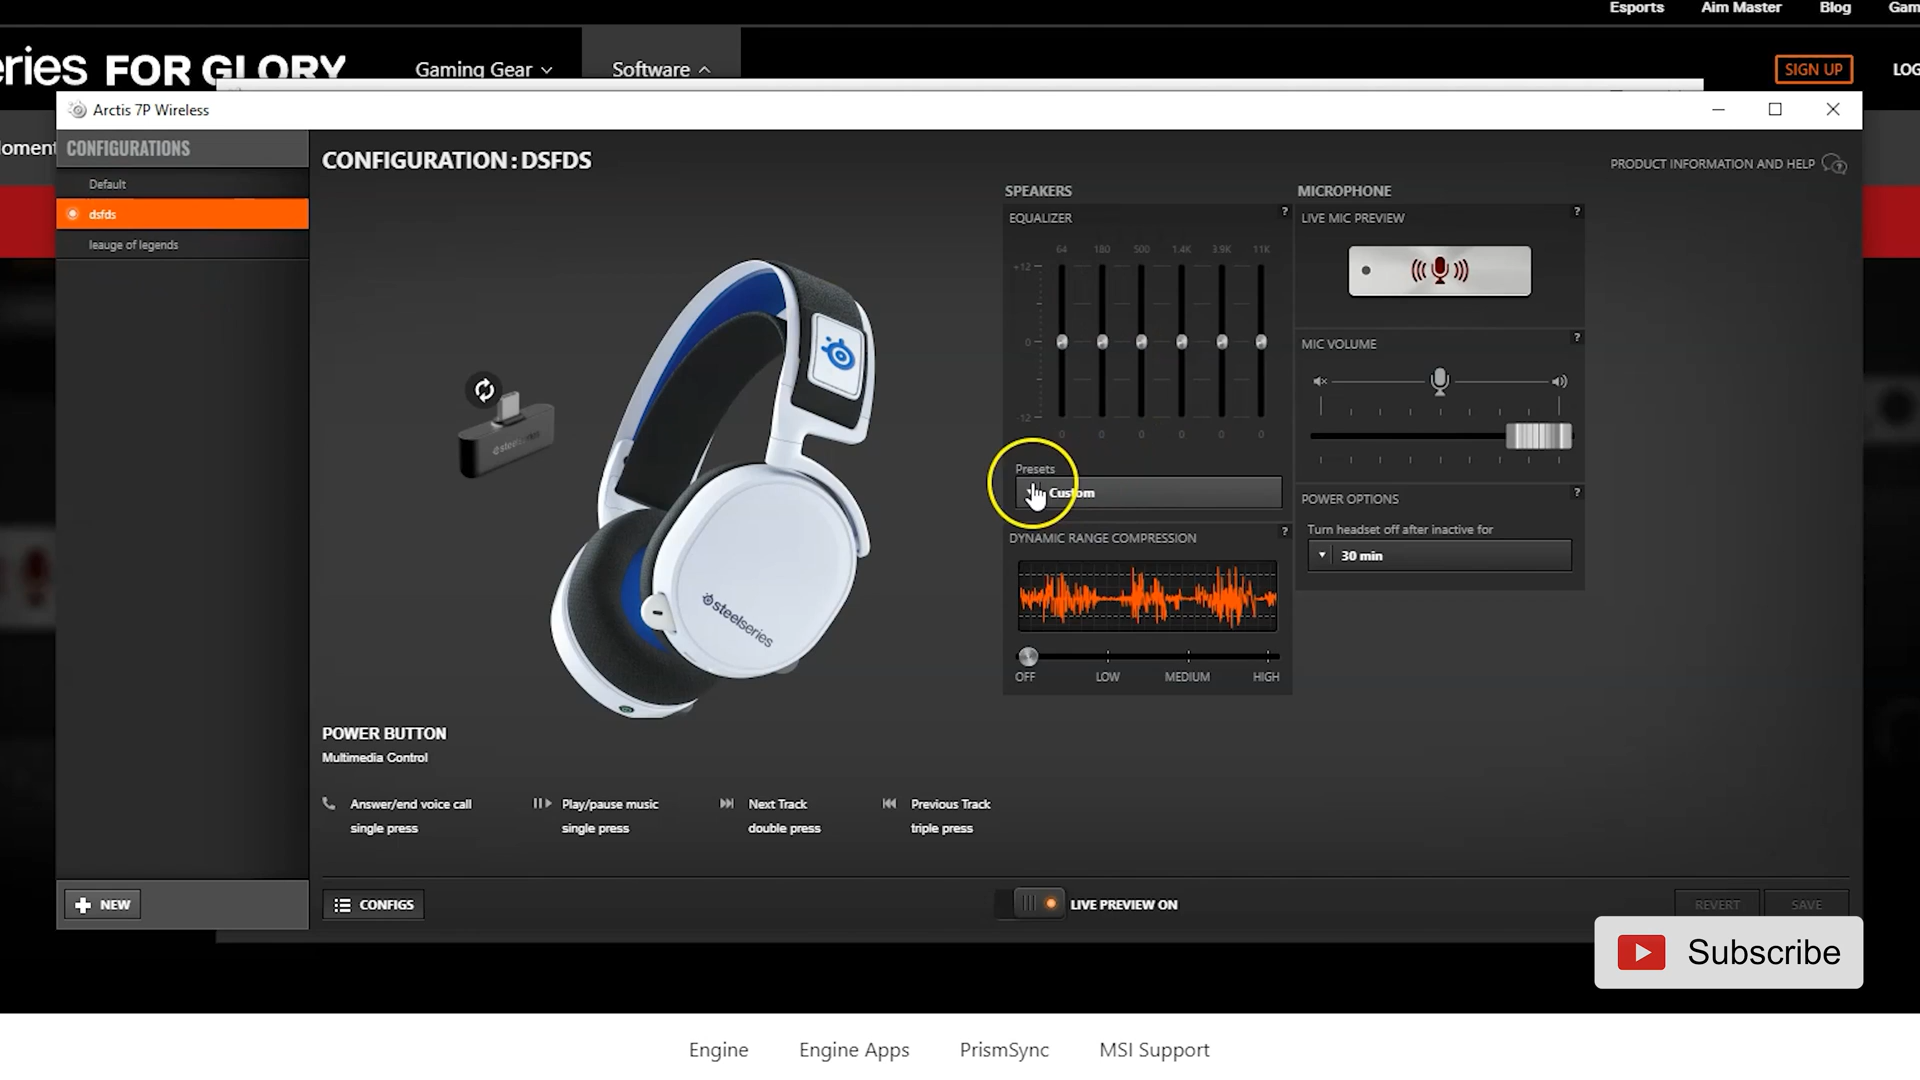 Esports Aim Master Blog Gam
eries FOR GLORY Gaming Gear Software SIGN UP LOG
Arctis 7P Wireless
loment
CONFIGURATIONS
Default
dsfds
leauge of legends
CONFIGURATION : DSFDS
PRODUCT INFORMATION AND HELP
SPEAKERS
EQUALIZER ?
64 180 500 1.4K 3.9K 11K
+12
0
-12
0 0 0 0 0 0
Presets
Custom
DYNAMIC RANGE COMPRESSION ?
OFF LOW MEDIUM HIGH
MICROPHONE
LIVE MIC PREVIEW ?
MIC VOLUME ?
POWER OPTIONS ?
Turn headset off after inactive for
30 min
steelseries
steelseries
POWER BUTTON
Multimedia Control
Answer/end voice call
single press
Play/pause music
single press
Next Track
double press
Previous Track
triple press
NEW
CONFIGS
LIVE PREVIEW ON
REVERT SAVE
Subscribe
Engine Engine Apps PrismSync MSI Support